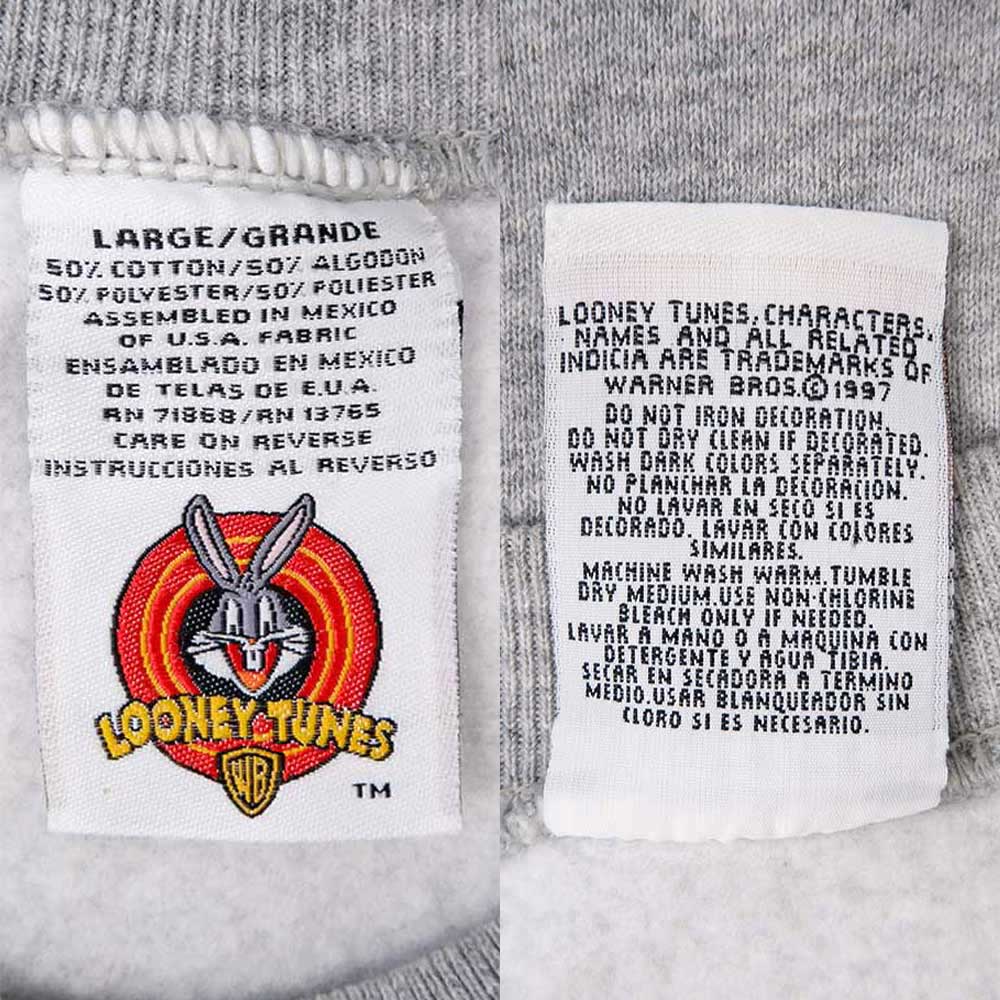 LARGE/GRANDE
50% COTTON/50% ALGODON
50% POLYESTER/50% POLIESTER
ASSEMBLED IN MEXICO
OF U.S.A. FABRIC
ENSAMBLADO EN MEXICO
DE TELAS DE E.U.A.
RN 71868/RN 13765
CARE ON REVERSE
INSTRUCCIONES AL REVERSO
LOONEY TUNES
WB
TM
LOONEY TUNES, CHARACTERS,
NAMES AND ALL RELATED
INDICIA ARE TRADEMARKS OF
WARNER BROS.©1997
DO NOT IRON DECORATION.
DO NOT DRY CLEAN IF DECORATED.
WASH DARK COLORS SEPARATELY.
NO PLANCHAR LA DECORACION.
NO LAVAR EN SECO SI ES
DECORADO. LAVAR CON COLORES
SIMILARES.
MACHINE WASH WARM.TUMBLE
DRY MEDIUM.USE NON-CHLORINE
BLEACH ONLY IF NEEDED.
LAVAR A MANO O A MAQUINA CON
DETERGENTE Y AGUA TIBIA.
SECAR EN SECADORA A TERMINO
MEDIO.USAR BLANQUEADOR SIN
CLORO SI ES NECESARIO.